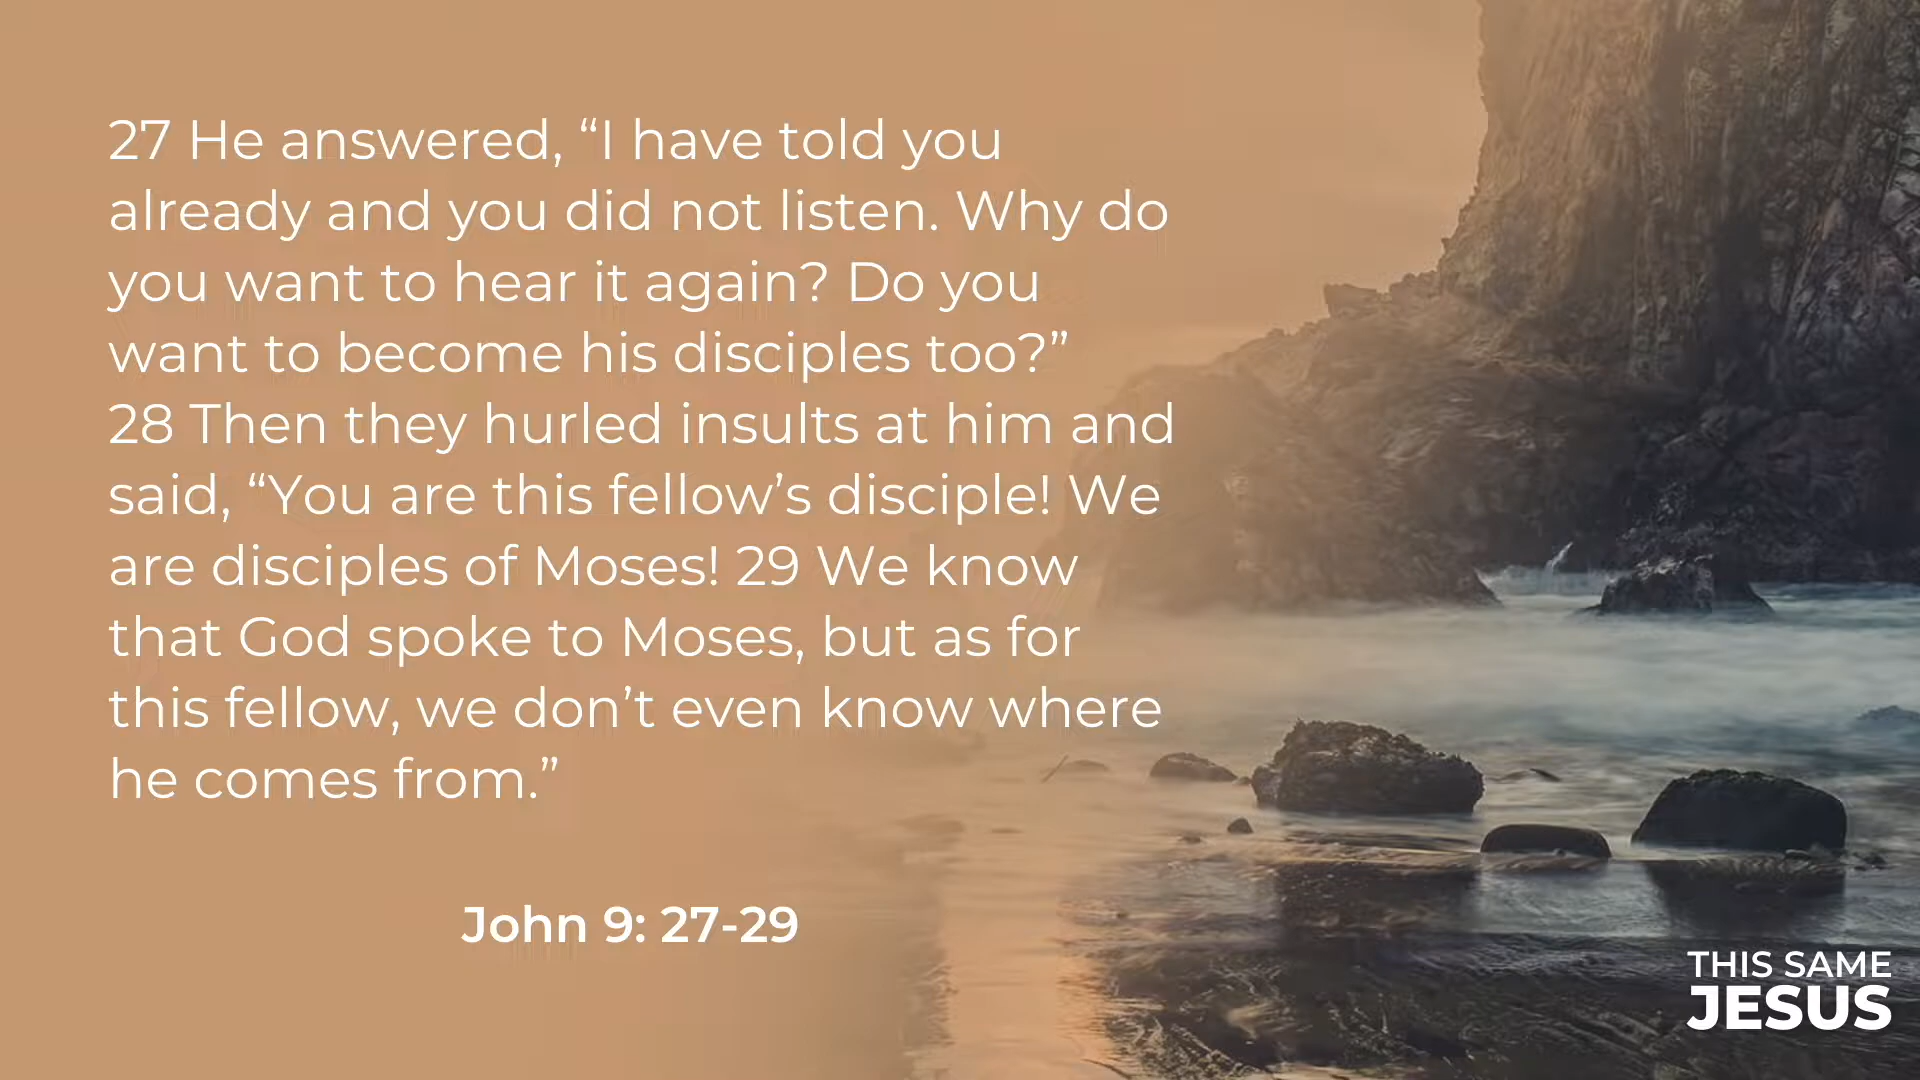 27 He answered, “I have told you
already and you did not listen. Why do
you want to hear it again? Do you
want to become his disciples too?”
28 Then they hurled insults at him and
said, “You are this fellow’s disciple! We
are disciples of Moses! 29 We know
that God spoke to Moses, but as for
this fellow, we don’t even know where
he comes from.”
John 9: 27-29
THIS SAME
JESUS